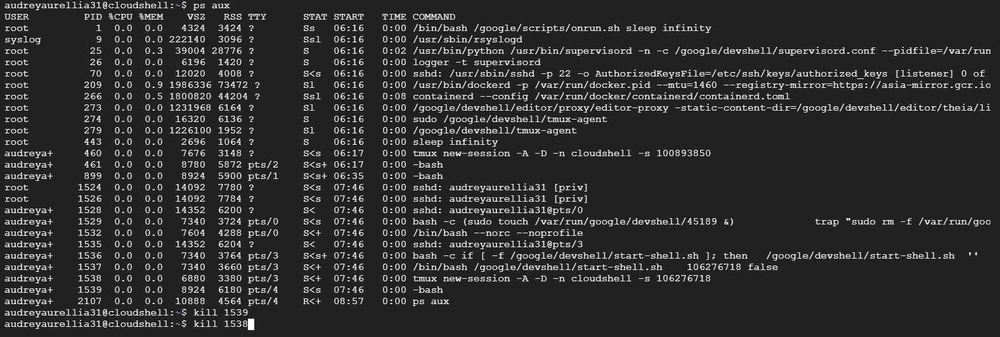 audreyaurellia31@cloudshell:~$ ps aux
USER         PID %CPU %MEM    VSZ   RSS TTY      STAT START   TIME COMMAND
root           1  0.0  0.0   4324  3424 ?        Ss   06:16   0:00 /bin/bash /google/scripts/onrun.sh sleep infinity
syslog         9  0.0  0.0 222140  3096 ?        Ssl  06:16   0:00 /usr/sbin/rsyslogd
root          25  0.0  0.3  39004 28776 ?        S    06:16   0:02 /usr/bin/python /usr/bin/supervisord -n -c /google/devshell/supervisord.conf --pidfile=/var/run
root          26  0.0  0.0   6196  1420 ?        S    06:16   0:00 logger -t supervisord
root          70  0.0  0.0  12020  4008 ?        S<s  06:16   0:00 sshd: /usr/sbin/sshd -p 22 -o AuthorizedKeysFile=/etc/ssh/keys/authorized_keys [listener] 0 of
root         209  0.0  0.9 1986336 73472 ?       Sl   06:16   0:00 /usr/bin/dockerd -p /var/run/docker.pid --mtu=1460 --registry-mirror=https://asia-mirror.gcr.io
root         266  0.0  0.5 1800820 44204 ?       Ssl  06:16   0:08 containerd --config /var/run/docker/containerd/containerd.toml
root         273  0.0  0.0 1231968 6164 ?        Sl   06:16   0:00 /google/devshell/editor/proxy/editor-proxy -static-content-dir=/google/devshell/editor/theia/li
root         274  0.0  0.0  16320  6136 ?        S    06:16   0:00 sudo /google/devshell/tmux-agent
root         279  0.0  0.0 1226100 1952 ?        Sl   06:16   0:00 /google/devshell/tmux-agent
root         443  0.0  0.0   2696  1064 ?        S    06:16   0:00 sleep infinity
audreya+     460  0.0  0.0   7676  3148 ?        S<s  06:17   0:00 tmux new-session -A -D -n cloudshell -s 100893850
audreya+     461  0.0  0.0   8780  5872 pts/2    S<s+ 06:17   0:00 -bash
audreya+     899  0.0  0.0   8924  5900 pts/1    S<s+ 06:35   0:00 -bash
root        1524  0.0  0.0  14092  7780 ?        S<s  07:46   0:00 sshd: audreyaurellia31 [priv]
root        1526  0.0  0.0  14092  7784 ?        S<s  07:46   0:00 sshd: audreyaurellia31 [priv]
audreya+    1528  0.0  0.0  14352  6200 ?        S<   07:46   0:00 sshd: audreyaurellia31@pts/0
audreya+    1529  0.0  0.0   7340  3724 pts/0    S<s  07:46   0:00 bash -c (sudo touch /var/run/google/devshell/45189 &)             trap "sudo rm -f /var/run/goo
audreya+    1532  0.0  0.0   7604  4288 pts/0    S<+  07:46   0:00 /bin/bash --norc --noprofile
audreya+    1535  0.0  0.0  14352  6204 ?        S<   07:46   0:00 sshd: audreyaurellia31@pts/3
audreya+    1536  0.0  0.0   7340  3764 pts/3    S<s+ 07:46   0:00 bash -c if [ -f /google/devshell/start-shell.sh ]; then   /google/devshell/start-shell.sh  ''
audreya+    1537  0.0  0.0   7340  3660 pts/3    S<+  07:46   0:00 /bin/bash /google/devshell/start-shell.sh    106276718 false
audreya+    1538  0.0  0.0   6880  3380 pts/3    S<+  07:46   0:00 tmux new-session -A -D -n cloudshell -s 106276718
audreya+    1539  0.0  0.0   8924  6180 pts/4    S<s  07:46   0:00 -bash
audreya+    2107  0.0  0.0  10888  4564 pts/4    R<+  08:57   0:00 ps aux
audreyaurellia31@cloudshell:~$ kill 1539
audreyaurellia31@cloudshell:~$ kill 1538